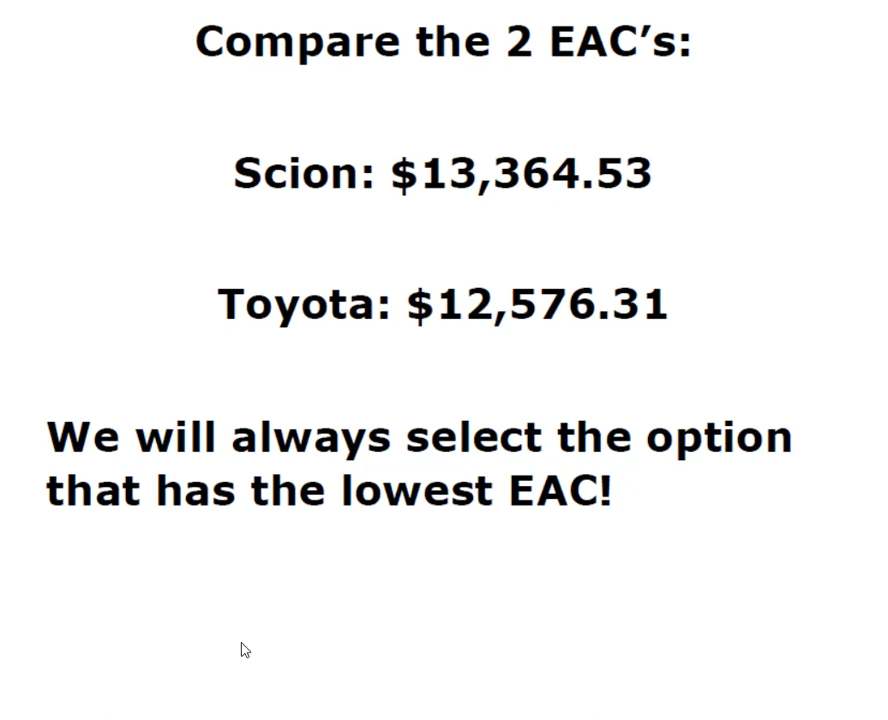 Compare the 2 EAC’s:
Scion: $13,364.53
Toyota: $12,576.31
We will always select the option
that has the lowest EAC!